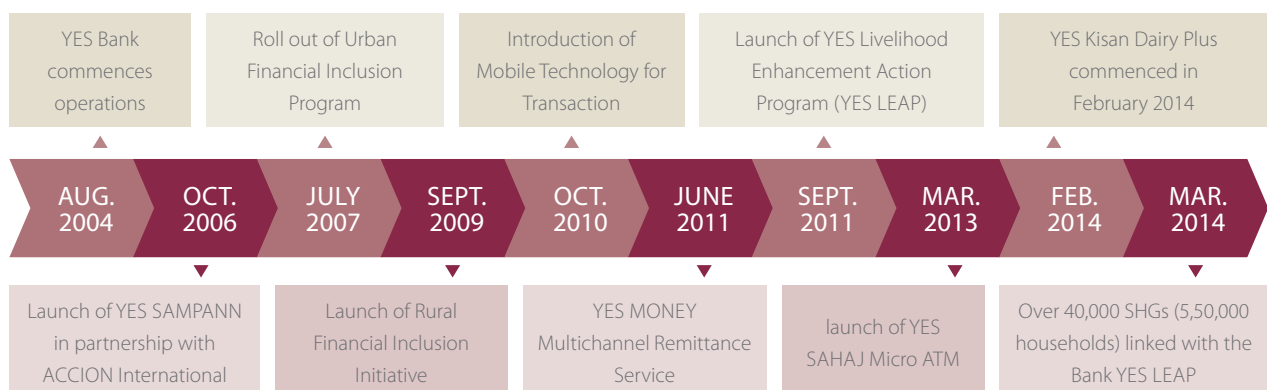 YES Bank
commences
operations
Roll out of Urban
Financial Inclusion
Program
Introduction of
Mobile Technology for
Transaction
Launch of YES Livelihood
Enhancement Action
Program (YES LEAP)
YES Kisan Dairy Plus
commenced in
February 2014
AUG.
2004
OCT.
2006
JULY
2007
SEPT.
2009
OCT.
2010
JUNE
2011
SEPT.
2011
MAR.
2013
FEB.
2014
MAR.
2014
Launch of YES SAMPANN
in partnership with
ACCION International
Launch of Rural
Financial Inclusion
Initiative
YES MONEY
Multichannel Remittance
Service
launch of YES
SAHAJ Micro ATM
Over 40,000 SHGs (5,50,000
households) linked with the
Bank YES LEAP